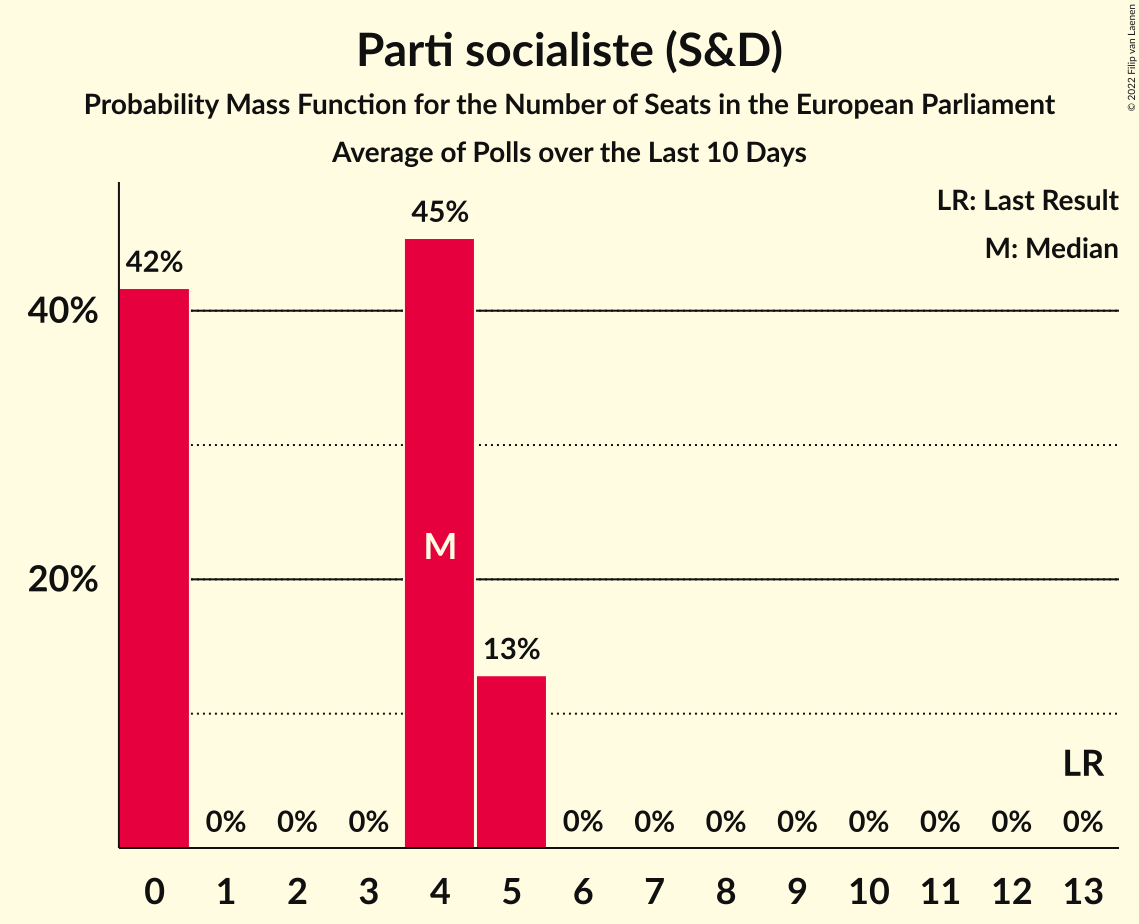 Parti socialiste (S&D)
Probability Mass Function for the Number of Seats in the European Parliament
Average of Polls over the Last 10 Days
© 2022 Filip van Laenen
LR: Last Result
M: Median
45%
42%
40%
M
20%
13%
LR
0% 0% 0% 0% 0% 0% 0% 0% 0% 0% 0%
0 1 2 3 4 5 6 7 8 9 10 11 12 13